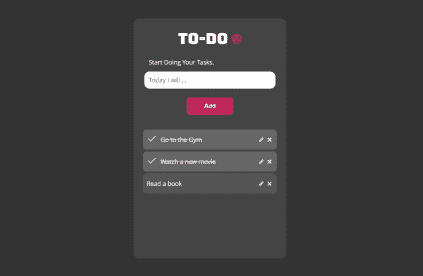 TO-DO
Start Doing Your Tasks.
Today I will ...
Add
Go to the Gym
Watch a new movie
Read a book